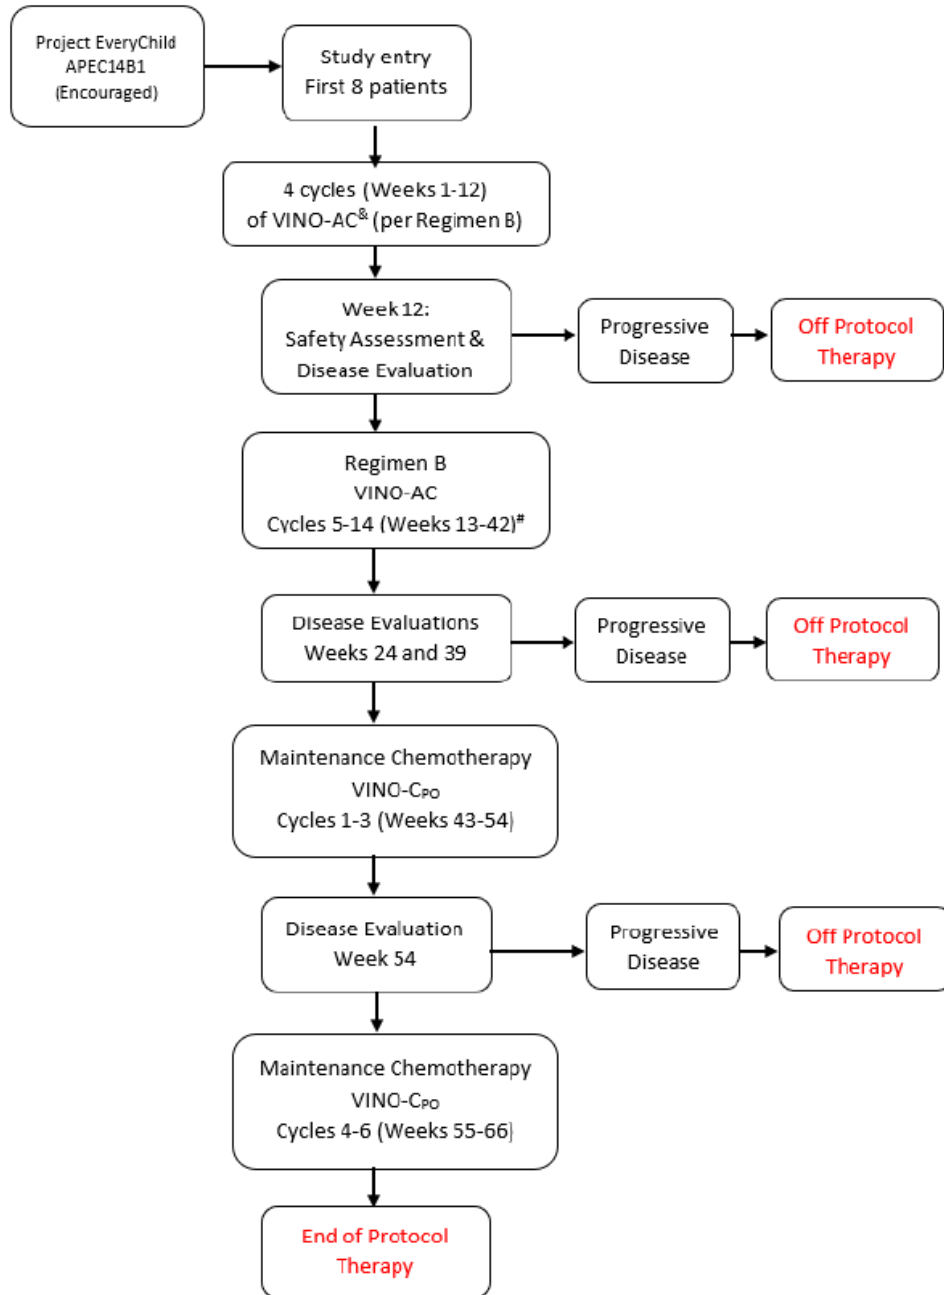 Project EveryChild
APEC14B1
(Encouraged)
Study entry
First 8 patients
4 cycles (Weeks 1-12)
of VINO-AC& (per Regimen B)
Week 12:
Safety Assessment &
Disease Evaluation
Progressive
Disease
Off Protocol
Therapy
Regimen B
VINO-AC
Cycles 5-14 (Weeks 13-42)#
Disease Evaluations
Weeks 24 and 39
Progressive
Disease
Off Protocol
Therapy
Maintenance Chemotherapy
VINO-CPO
Cycles 1-3 (Weeks 43-54)
Disease Evaluation
Week 54
Progressive
Disease
Off Protocol
Therapy
Maintenance Chemotherapy
VINO-CPO
Cycles 4-6 (Weeks 55-66)
End of Protocol
Therapy